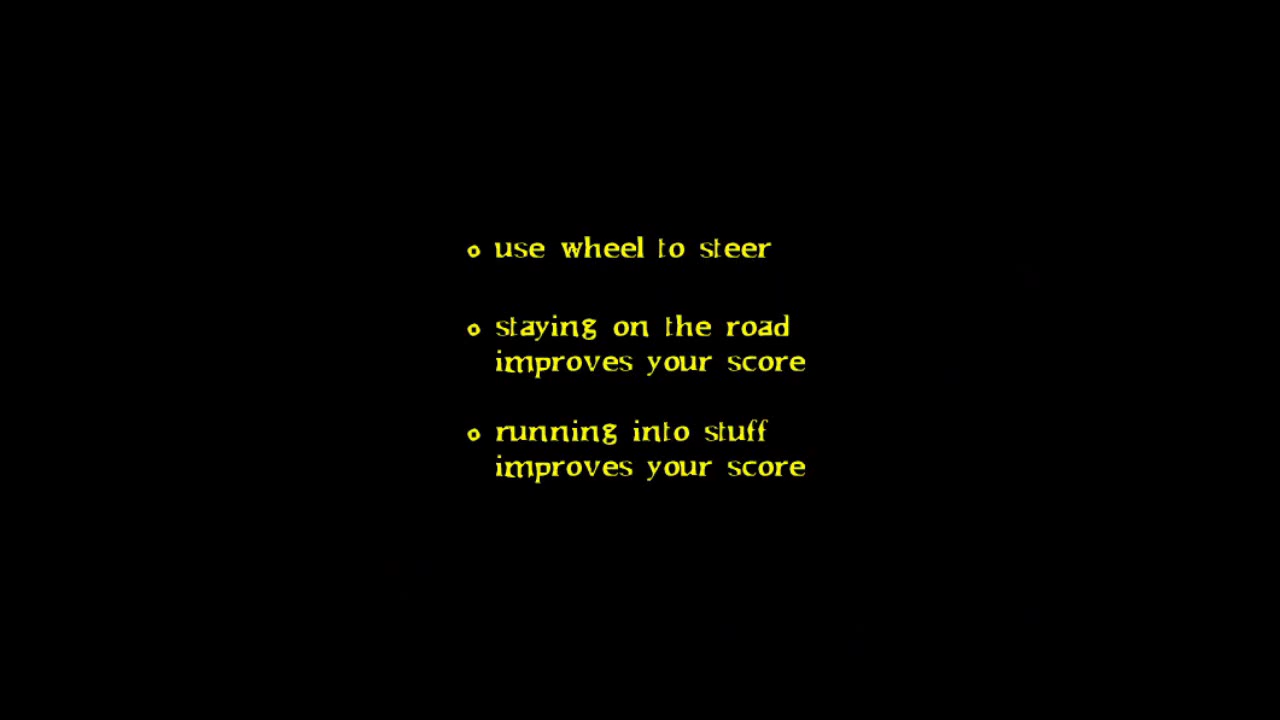 o use wheel to steer
o staying on the road
improves your score
o running into stuff
improves your score